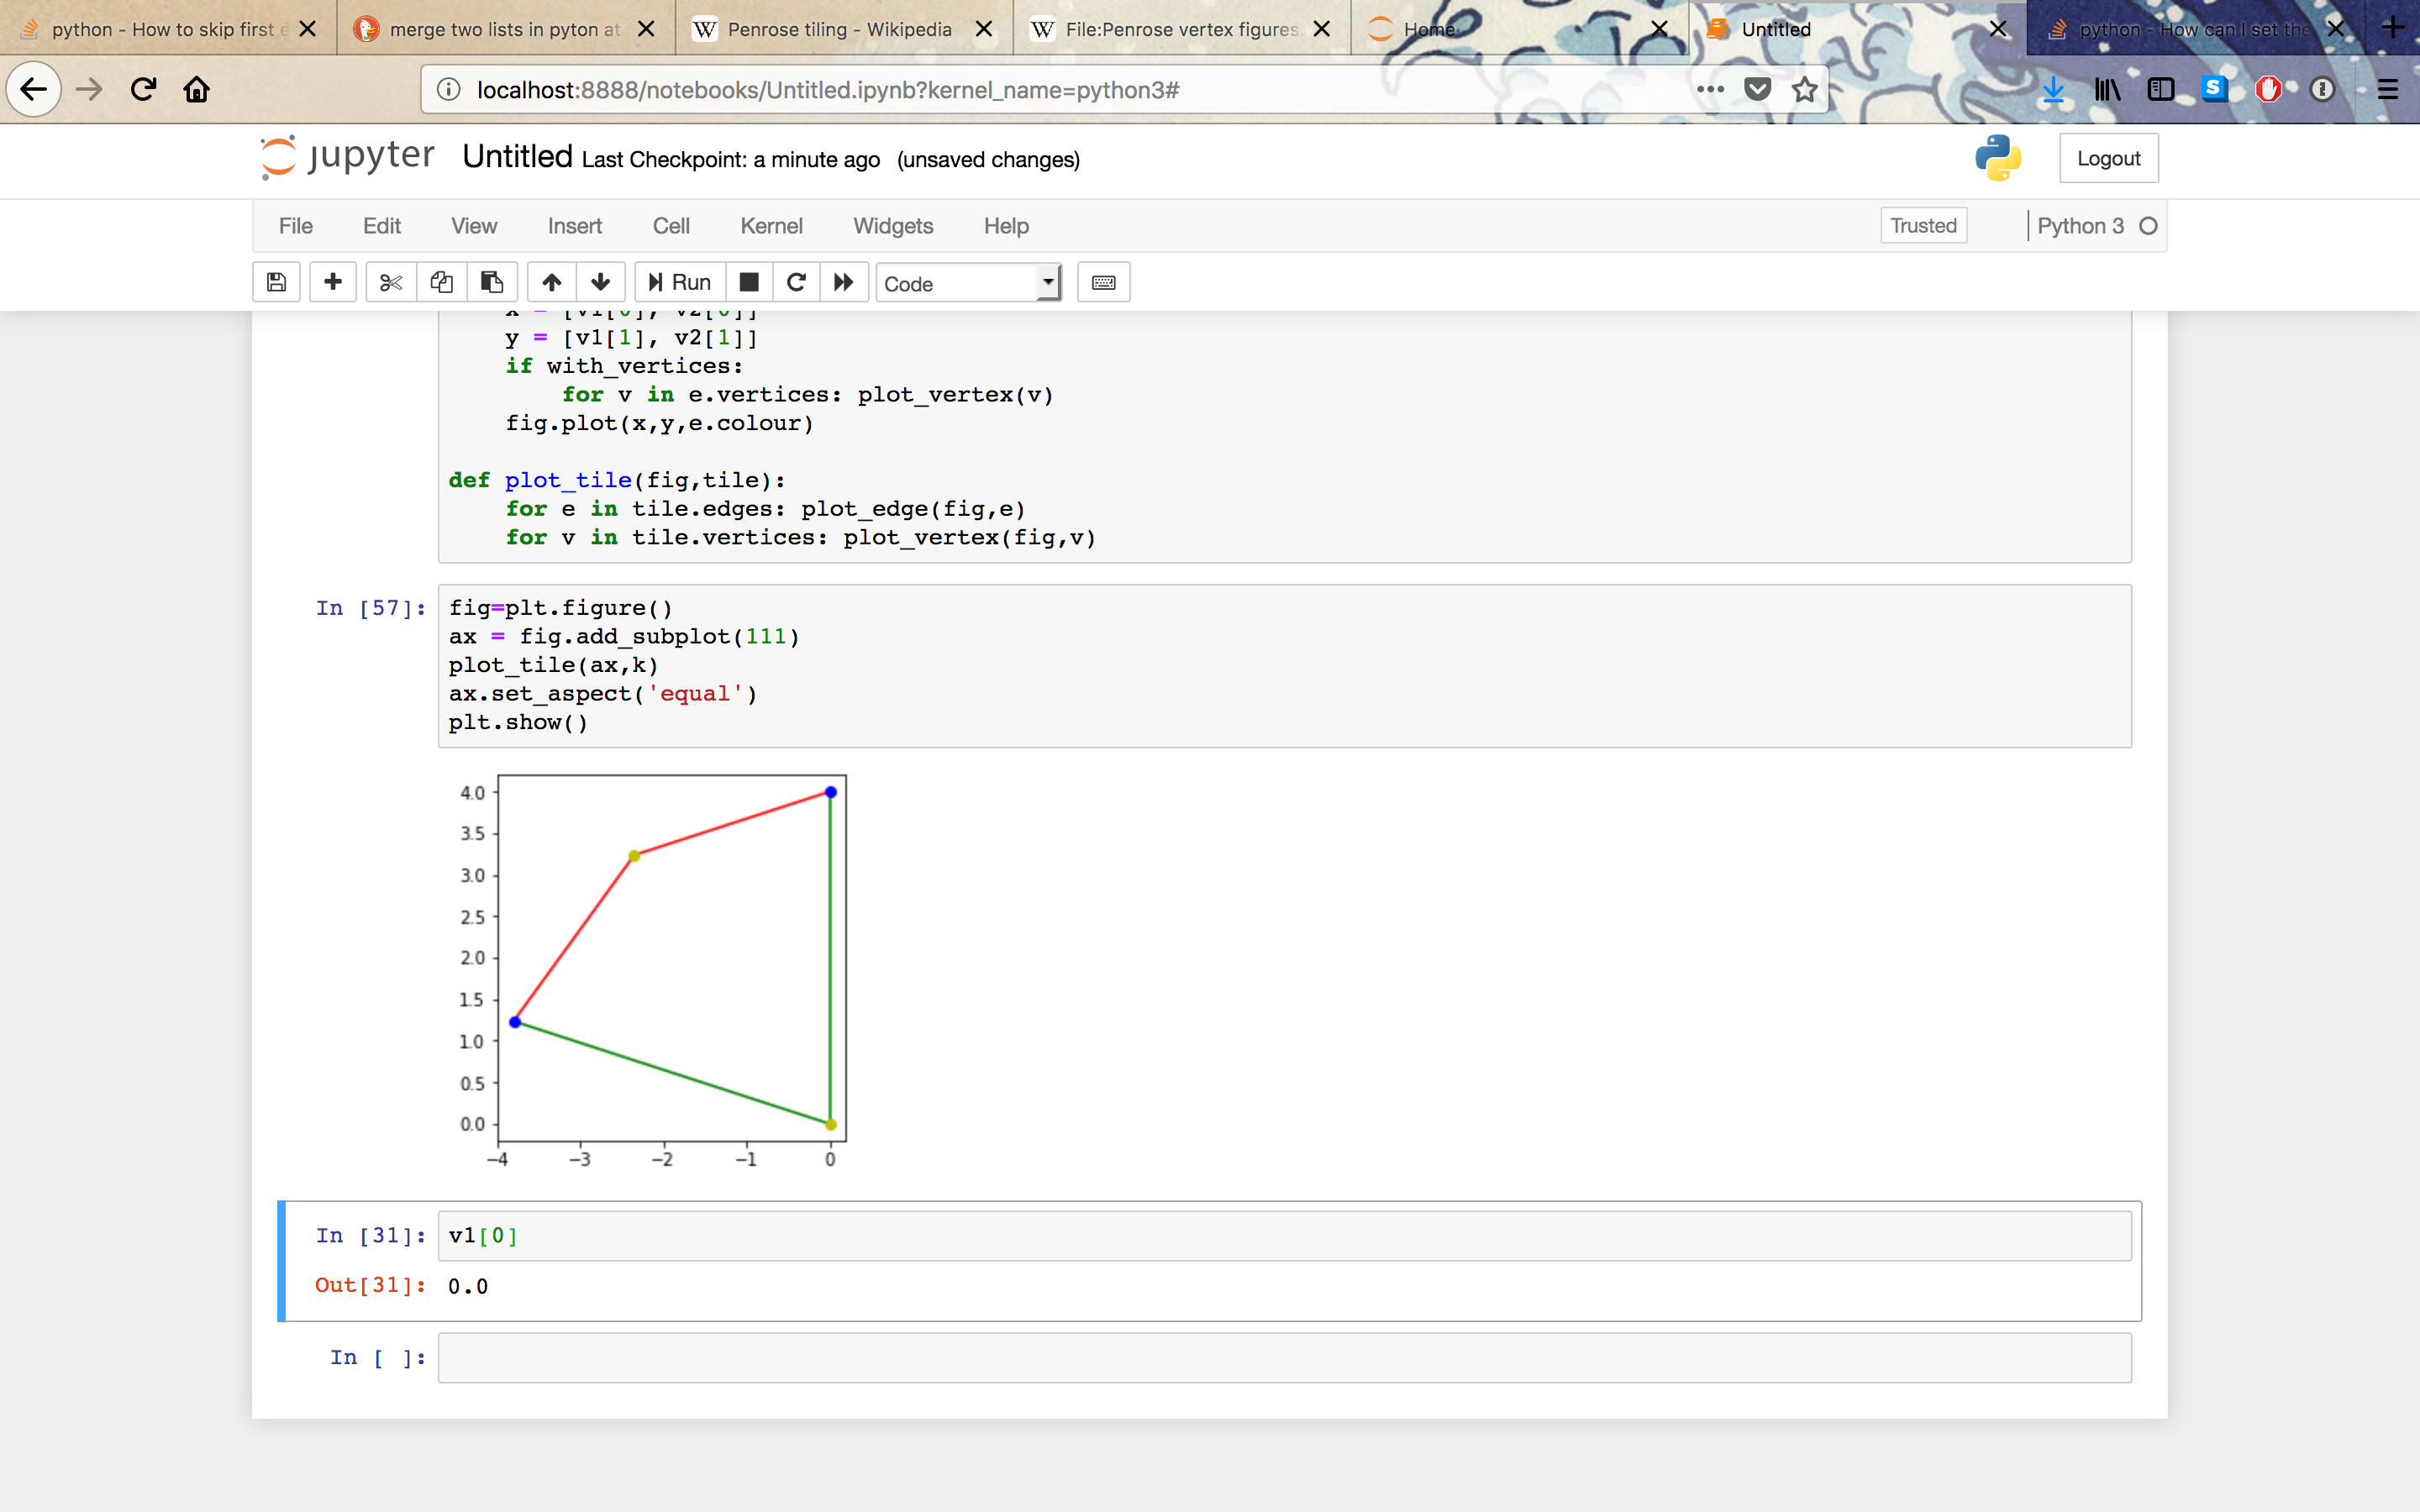 python - How to skip first e
merge two lists in pyton at
W Penrose tiling - Wikipedia
W File:Penrose vertex figures.
Home
Untitled
python - How can I set the
localhost:8888/notebooks/Untitled.ipynb?kernel_name=python3#
S
jupyter Untitled Last Checkpoint: a minute ago (unsaved changes)
Logout
File Edit View Insert Cell Kernel Widgets Help
Trusted
Python 3
Run
Code
x = [v1[0], v2[0]]
y = [v1[1], v2[1]]
if with_vertices:
for v in e.vertices: plot_vertex(v)
fig.plot(x,y,e.colour)
def plot_tile(fig,tile):
for e in tile.edges: plot_edge(fig,e)
for v in tile.vertices: plot_vertex(fig,v)
In [57]: fig=plt.figure()
ax = fig.add_subplot(111)
plot_tile(ax,k)
ax.set_aspect('equal')
plt.show()
4.0
3.5
3.0
2.5
2.0
1.5
1.0
0.5
0.0
−4 −3 −2 −1 0
In [31]: v1[0]
Out[31]: 0.0
In [ ]: